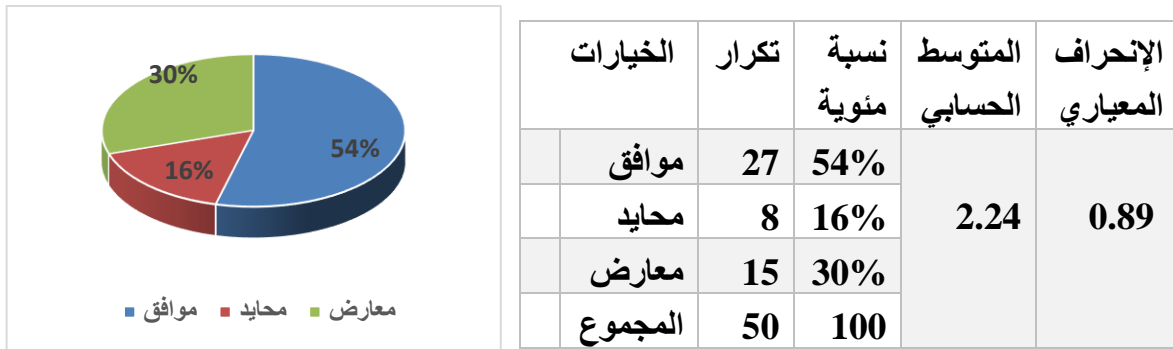 30%
54%
16%
موافق محايد معارض
الخيارات تكرار نسبة مئوية المتوسط الحسابي الإنحراف المعياري
موافق 27 54% 2.24 0.89
محايد 8 16%
معارض 15 30%
المجموع 50 100